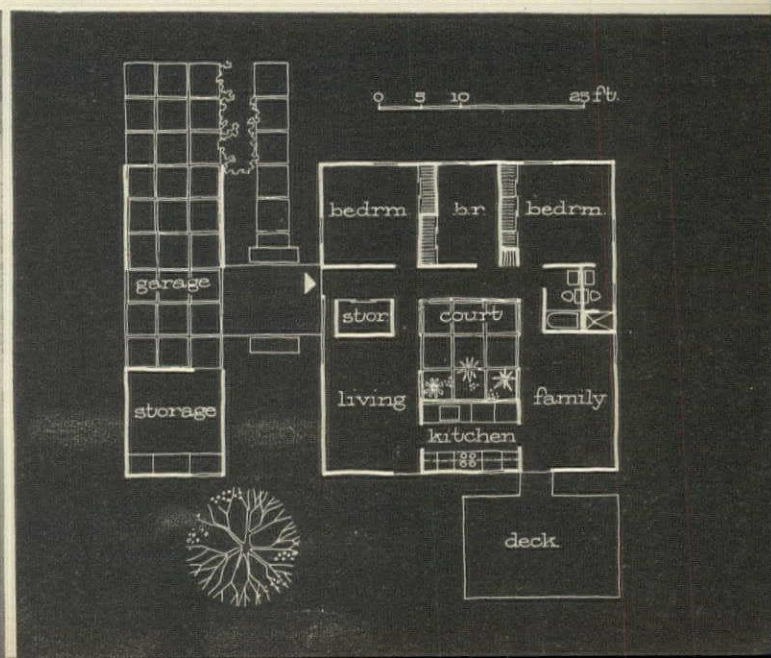 0 5 10 25 ft.
bedrm
b.r.
bedrm.
garage
stor.
court
storage
living
family
kitchen
deck